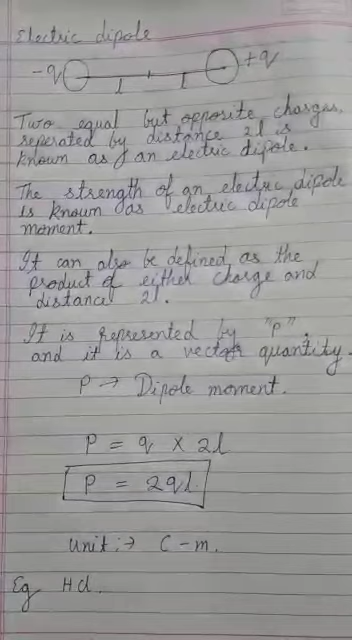 Electric dipole
-q l l +q
Two equal but opposite charges,
seperated by distance 2l is
known as an electric dipole.
The strength of an electric dipole
is known as electric dipole
moment.
It can also be defined as the
product of either charge and
distance 2l.
It is represented by "p".
and it is a vector quantity.
P → Dipole moment.
P = q × 2l
P = 2ql
Unit :→ C-m.
Eg HCl.